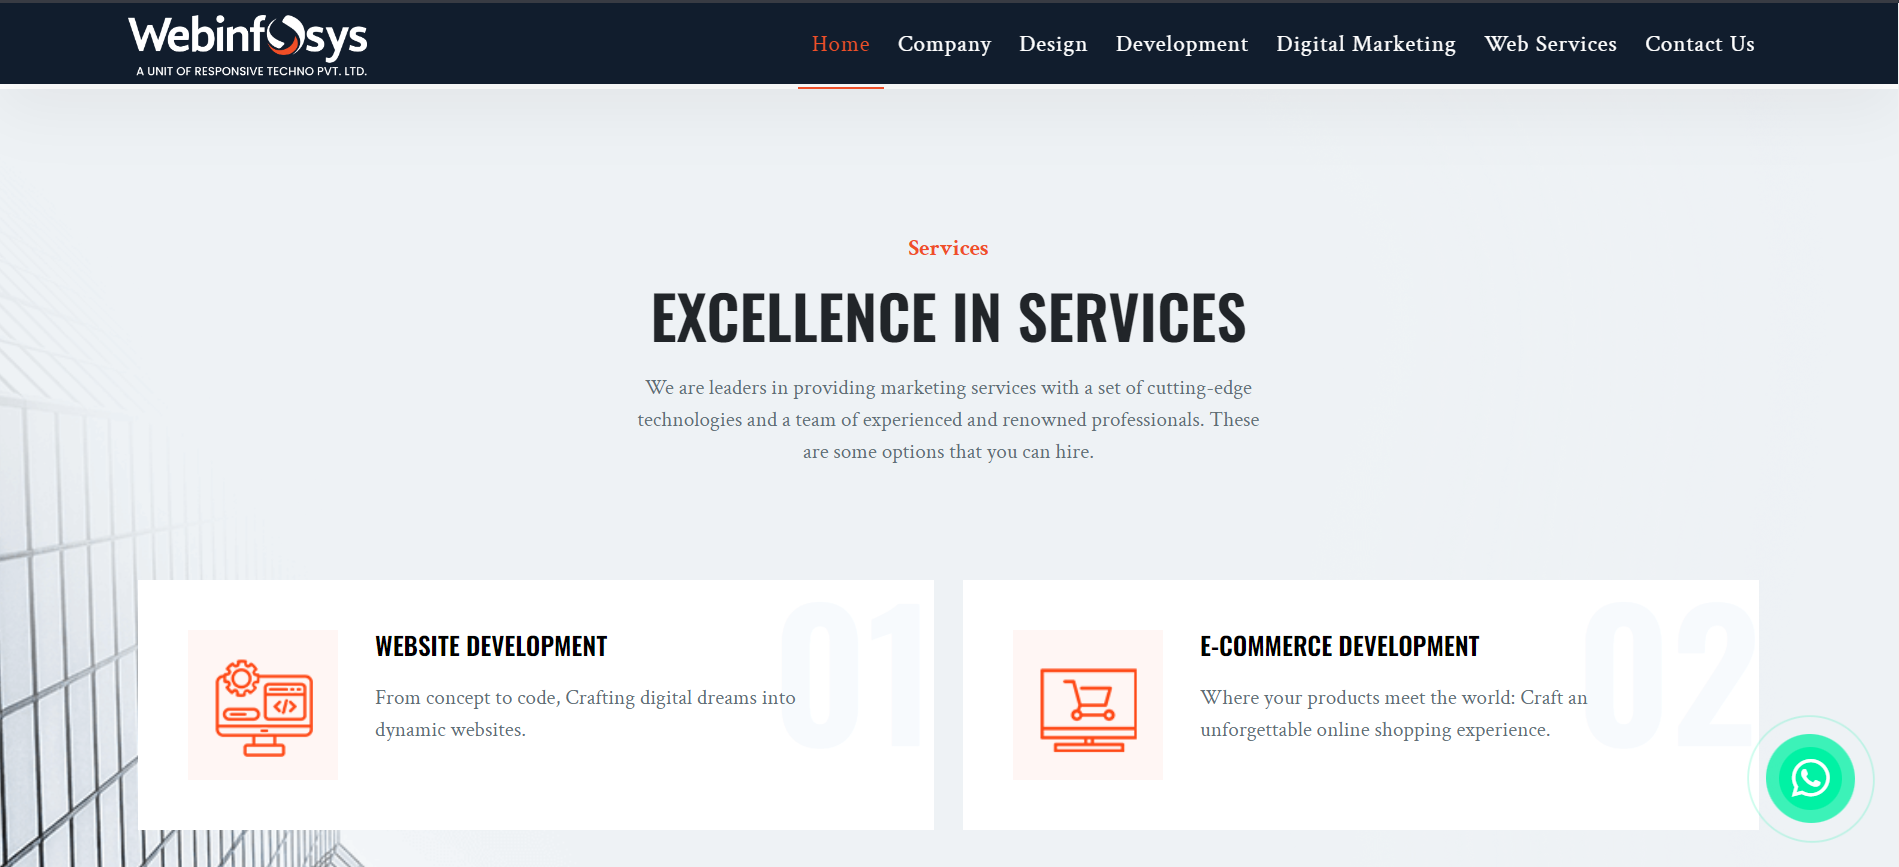 Webinfosys
A UNIT OF RESPONSIVE TECHNO PVT. LTD.
Home Company Design Development Digital Marketing Web Services Contact Us
Services
EXCELLENCE IN SERVICES
We are leaders in providing marketing services with a set of cutting-edge
technologies and a team of experienced and renowned professionals. These
are some options that you can hire.
01
WEBSITE DEVELOPMENT
From concept to code, Crafting digital dreams into
dynamic websites.
02
E-COMMERCE DEVELOPMENT
Where your products meet the world: Craft an
unforgettable online shopping experience.